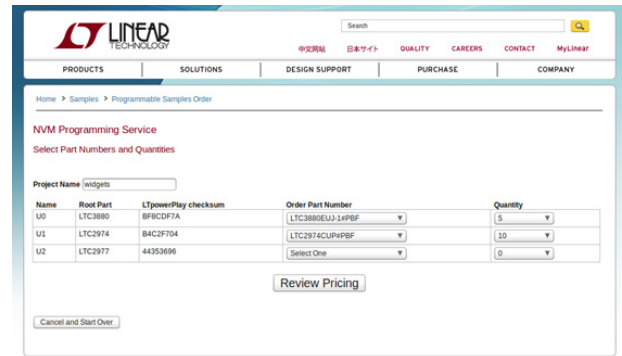 LINEAR
TECHNOLOGY
Search
中文网站 日本サイト QUALITY CAREERS CONTACT MyLinear
PRODUCTS SOLUTIONS DESIGN SUPPORT PURCHASE COMPANY
Home > Samples > Programmable Samples Order
NVM Programming Service
Select Part Numbers and Quantities
Project Name widgets
Name Root Part LTpowerPlay checksum Order Part Number Quantity
U0 LTC3880 BF8CDF7A LTC3880EUJ-1#PBF 5
U1 LTC2974 B4C2F704 LTC2974CUP#PBF 10
U2 LTC2977 44353696 Select One 0
Review Pricing
Cancel and Start Over